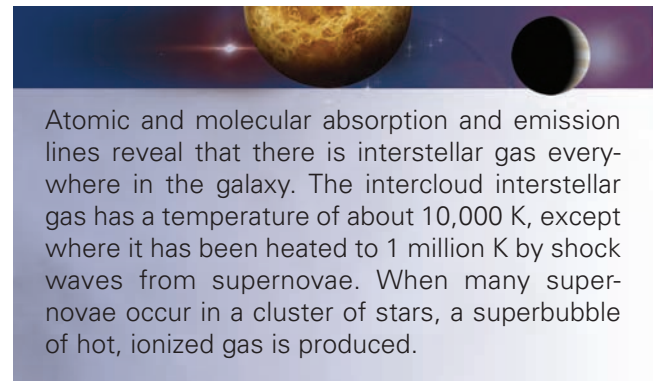 Atomic and molecular absorption and emission
lines reveal that there is interstellar gas every-
where in the galaxy. The intercloud interstellar
gas has a temperature of about 10,000 K, except
where it has been heated to 1 million K by shock
waves from supernovae. When many super-
novae occur in a cluster of stars, a superbubble
of hot, ionized gas is produced.